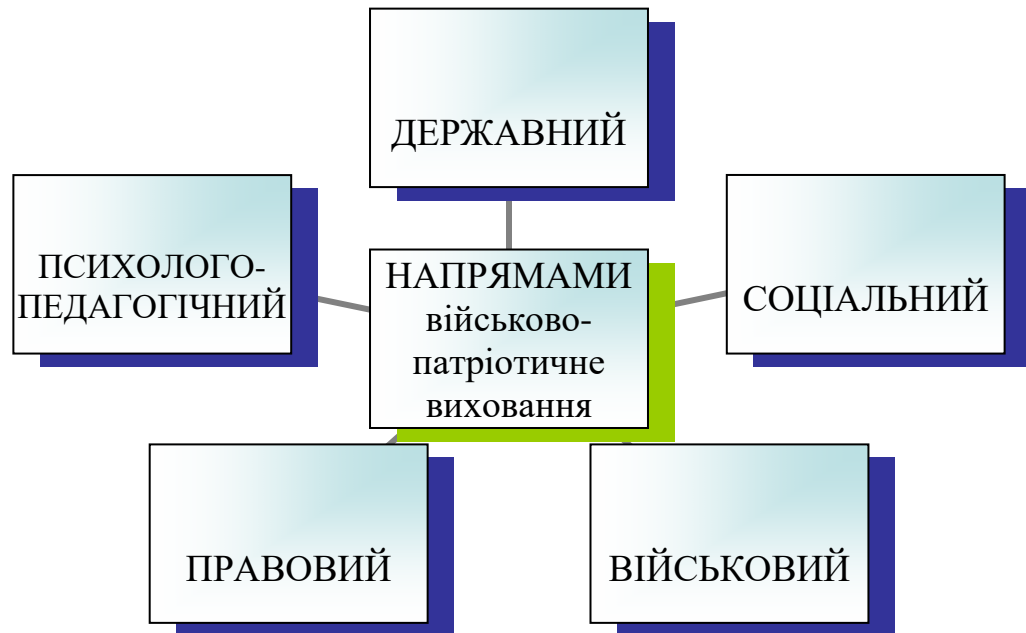 ДЕРЖАВНИЙ
ПСИХОЛОГО-
ПЕДАГОГІЧНИЙ
НАПРЯМАМИ
військово-
патріотичне
виховання
СОЦІАЛЬНИЙ
ПРАВОВИЙ
ВІЙСЬКОВИЙ